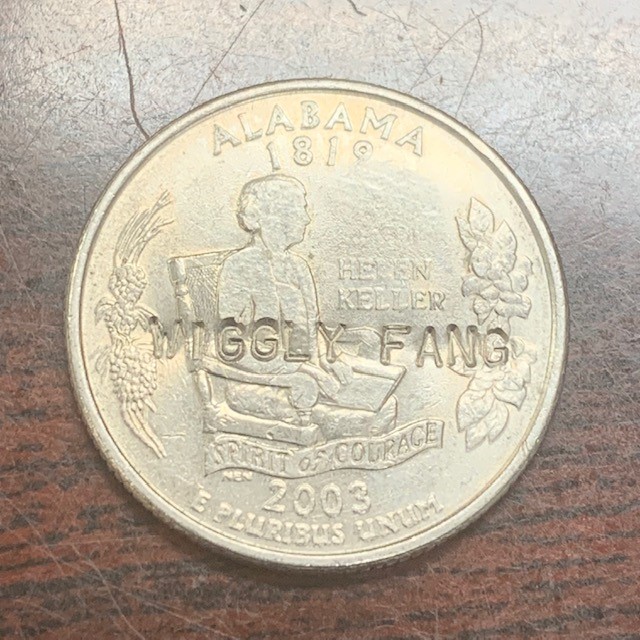 ALABAMA
1819
HELEN
KELLER
WIGGLY FANG
SPIRIT of COURAGE
2003
E PLURIBUS UNUM